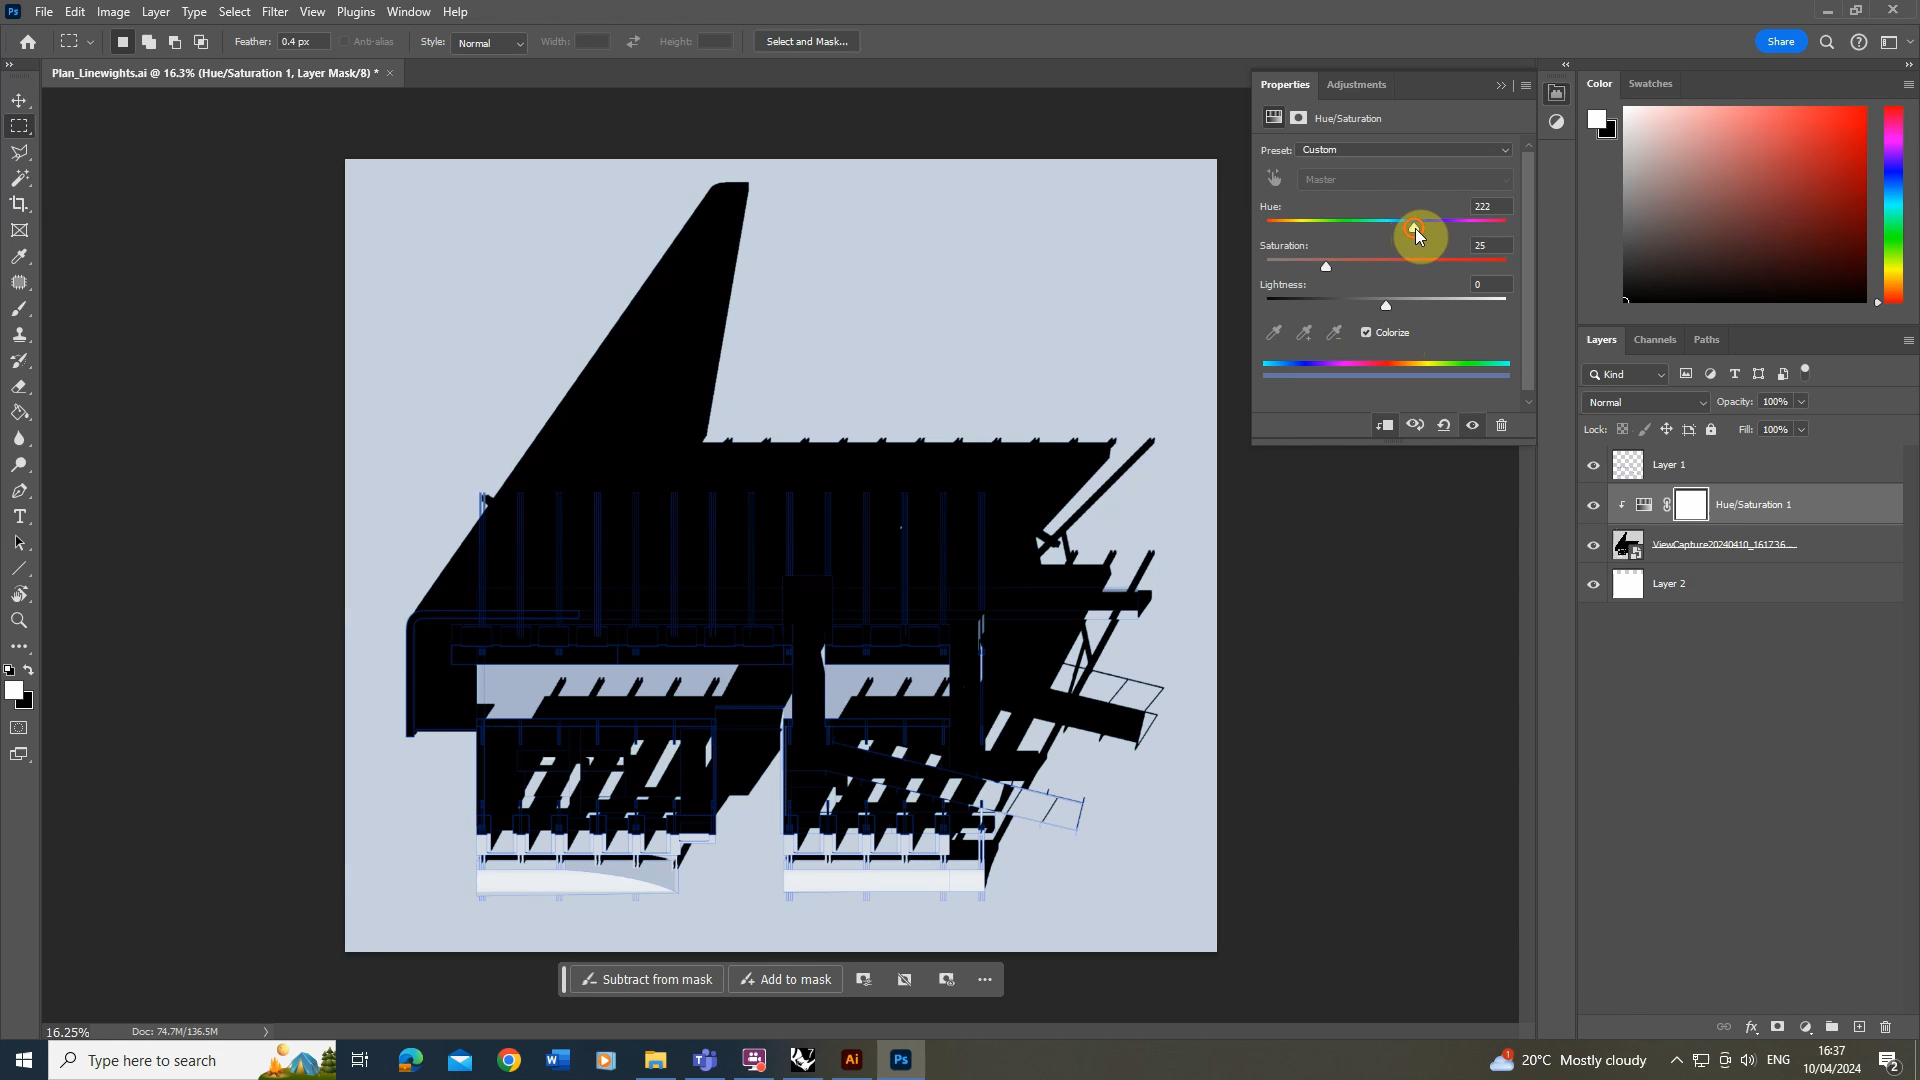 Ps File Edit Image Layer Type Select Filter View Plugins Window Help
Feather: 0.4 px Anti-alias Style: Normal Width: Height: Select and Mask... Share
Plan_Linewights.ai @ 16.3% (Hue/Saturation 1, Layer Mask/8) * ×
Properties Adjustments
Hue/Saturation
Preset: Custom
Master
Hue: 222
Saturation: 25
Lightness: 0
Colorize
Color Swatches
Layers Channels Paths
Kind
Normal Opacity: 100%
Lock: Fill: 100%
Layer 1
Hue/Saturation 1
ViewCapture20240410_161736...
Layer 2
Subtract from mask Add to mask
16.25% Doc: 74.7M/136.5M
Type here to search
20°C Mostly cloudy ENG
16:37
10/04/2024
2